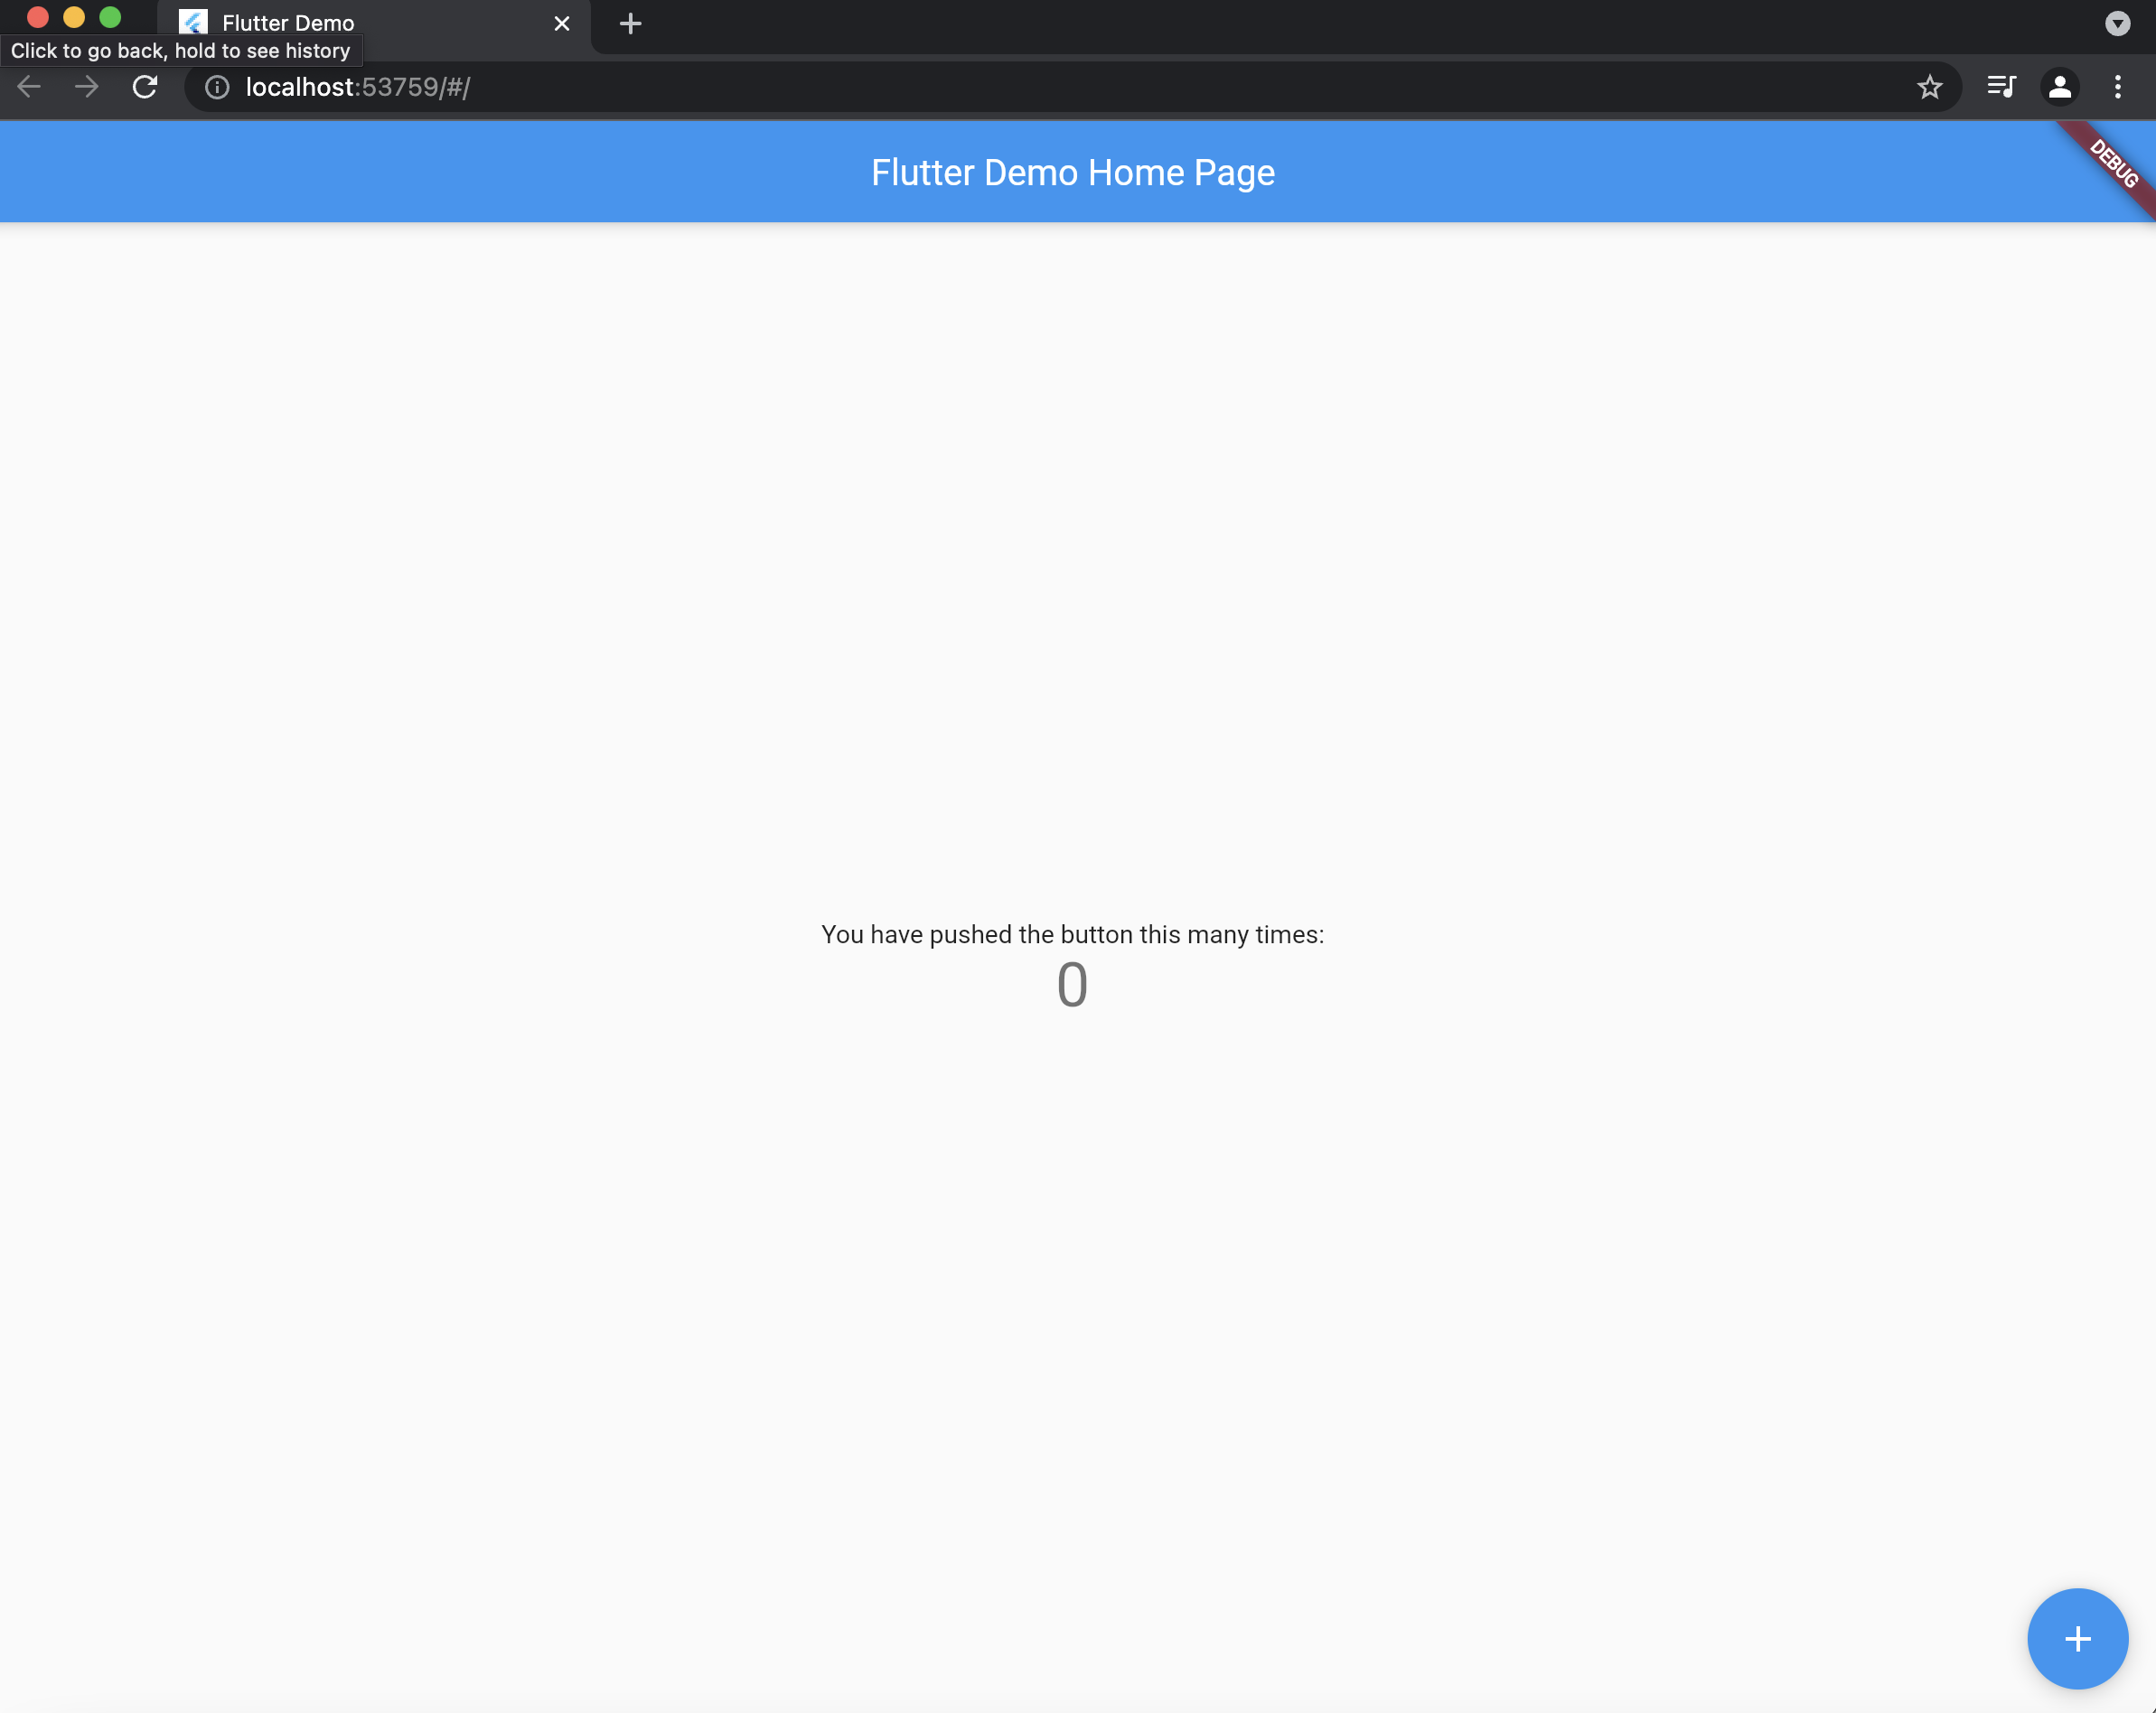 Flutter Demo
Click to go back, hold to see history
localhost:53759/#/
Flutter Demo Home Page
DEBUG
You have pushed the button this many times:
0